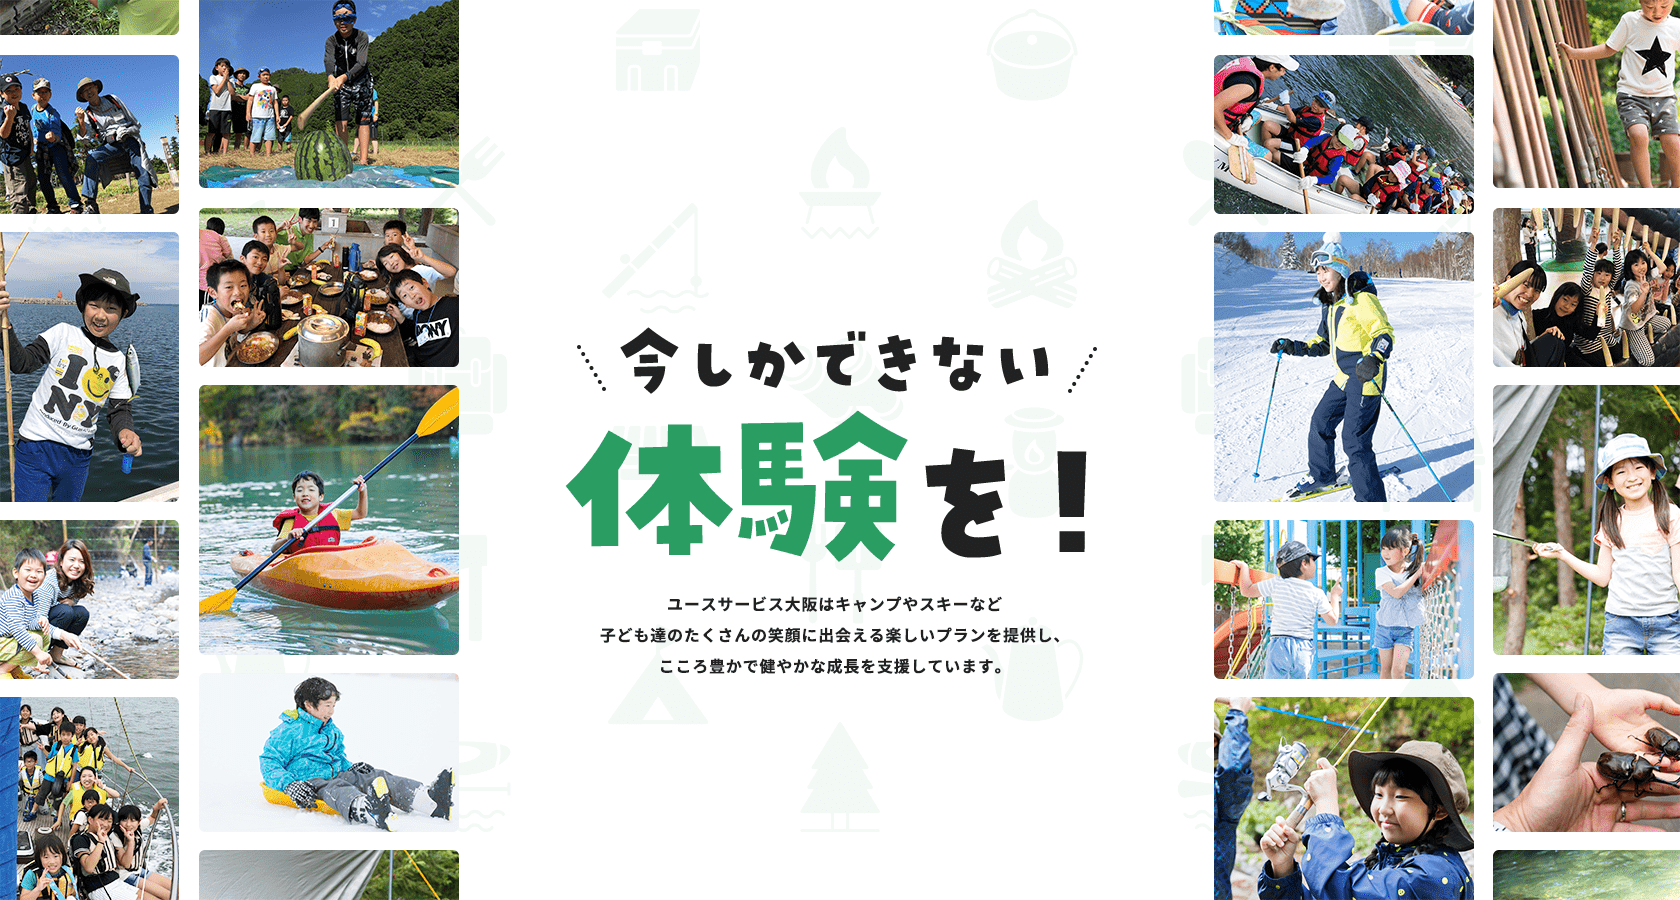 今しかできない
体験を！
ユースサービス大阪はキャンプやスキーなど
子ども達のたくさんの笑顔に出会える楽しいプランを提供し、
こころ豊かで健やかな成長を支援しています。
1
PONY
I
NY